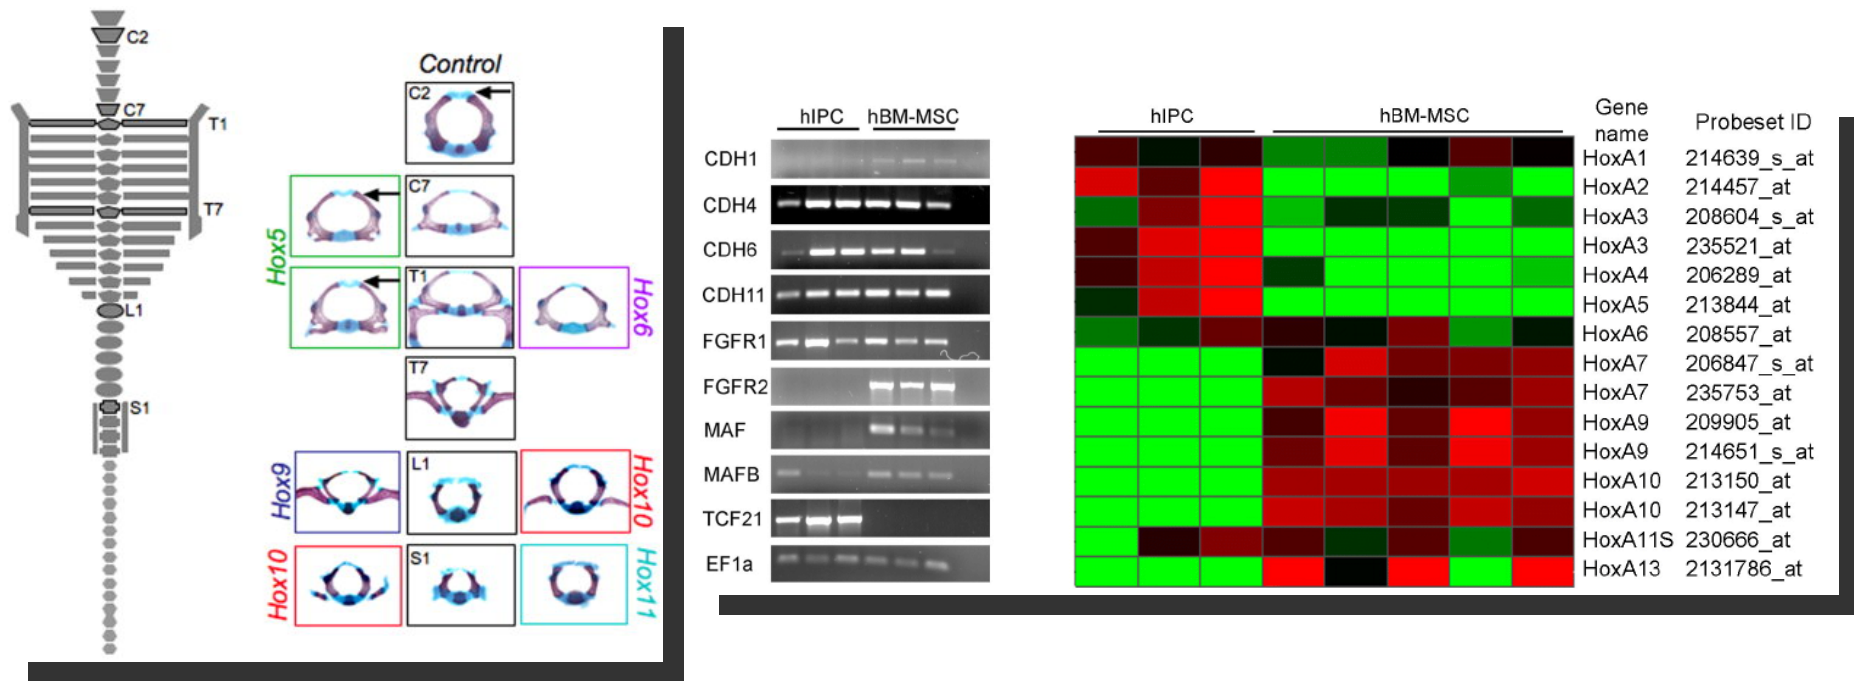 C2
C7
T1
T7
L1
S1
Control
C2
C7
Hox5
T1
Hox6
T7
Hox9
L1
Hox10
Hox10
S1
Hox11
hIPC hBM-MSC
CDH1
CDH4
CDH6
CDH11
FGFR1
FGFR2
MAF
MAFB
TCF21
EF1a
hIPC hBM-MSC Gene name Probeset ID
HoxA1 214639_s_at
HoxA2 214457_at
HoxA3 208604_s_at
HoxA3 235521_at
HoxA4 206289_at
HoxA5 213844_at
HoxA6 208557_at
HoxA7 206847_s_at
HoxA7 235753_at
HoxA9 209905_at
HoxA9 214651_s_at
HoxA10 213150_at
HoxA10 213147_at
HoxA11S 230666_at
HoxA13 2131786_at